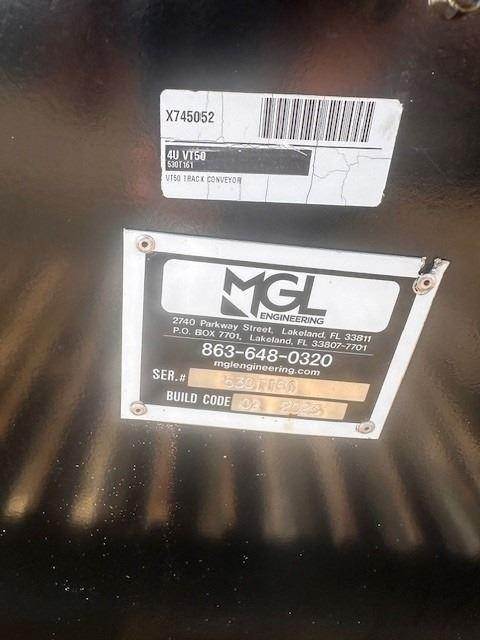 X745052
4U VT50
530T161
VT50 TRACK CONVEYOR
MGL
ENGINEERING
2740 Parkway Street, Lakeland, FL 33811
P.O. BOX 7701, Lakeland, FL 33807-7701
863-648-0320
mglengineering.com
SER.#
BUILD CODE